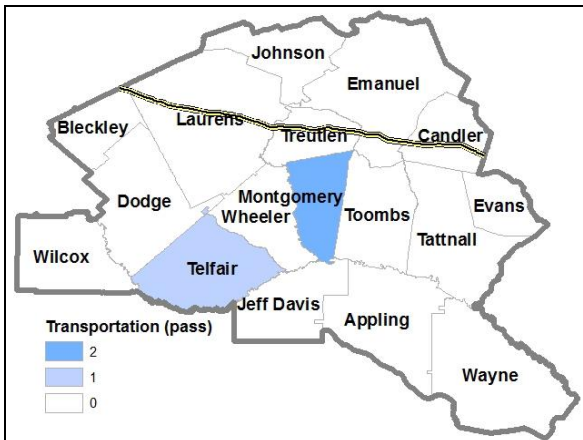 Johnson
Emanuel
Bleckley
Laurens
Treutlen
Candler
Dodge
Montgomery
Wheeler
Toombs
Evans
Tattnall
Wilcox
Telfair
Jeff Davis
Appling
Wayne
Transportation (pass)
2
1
0